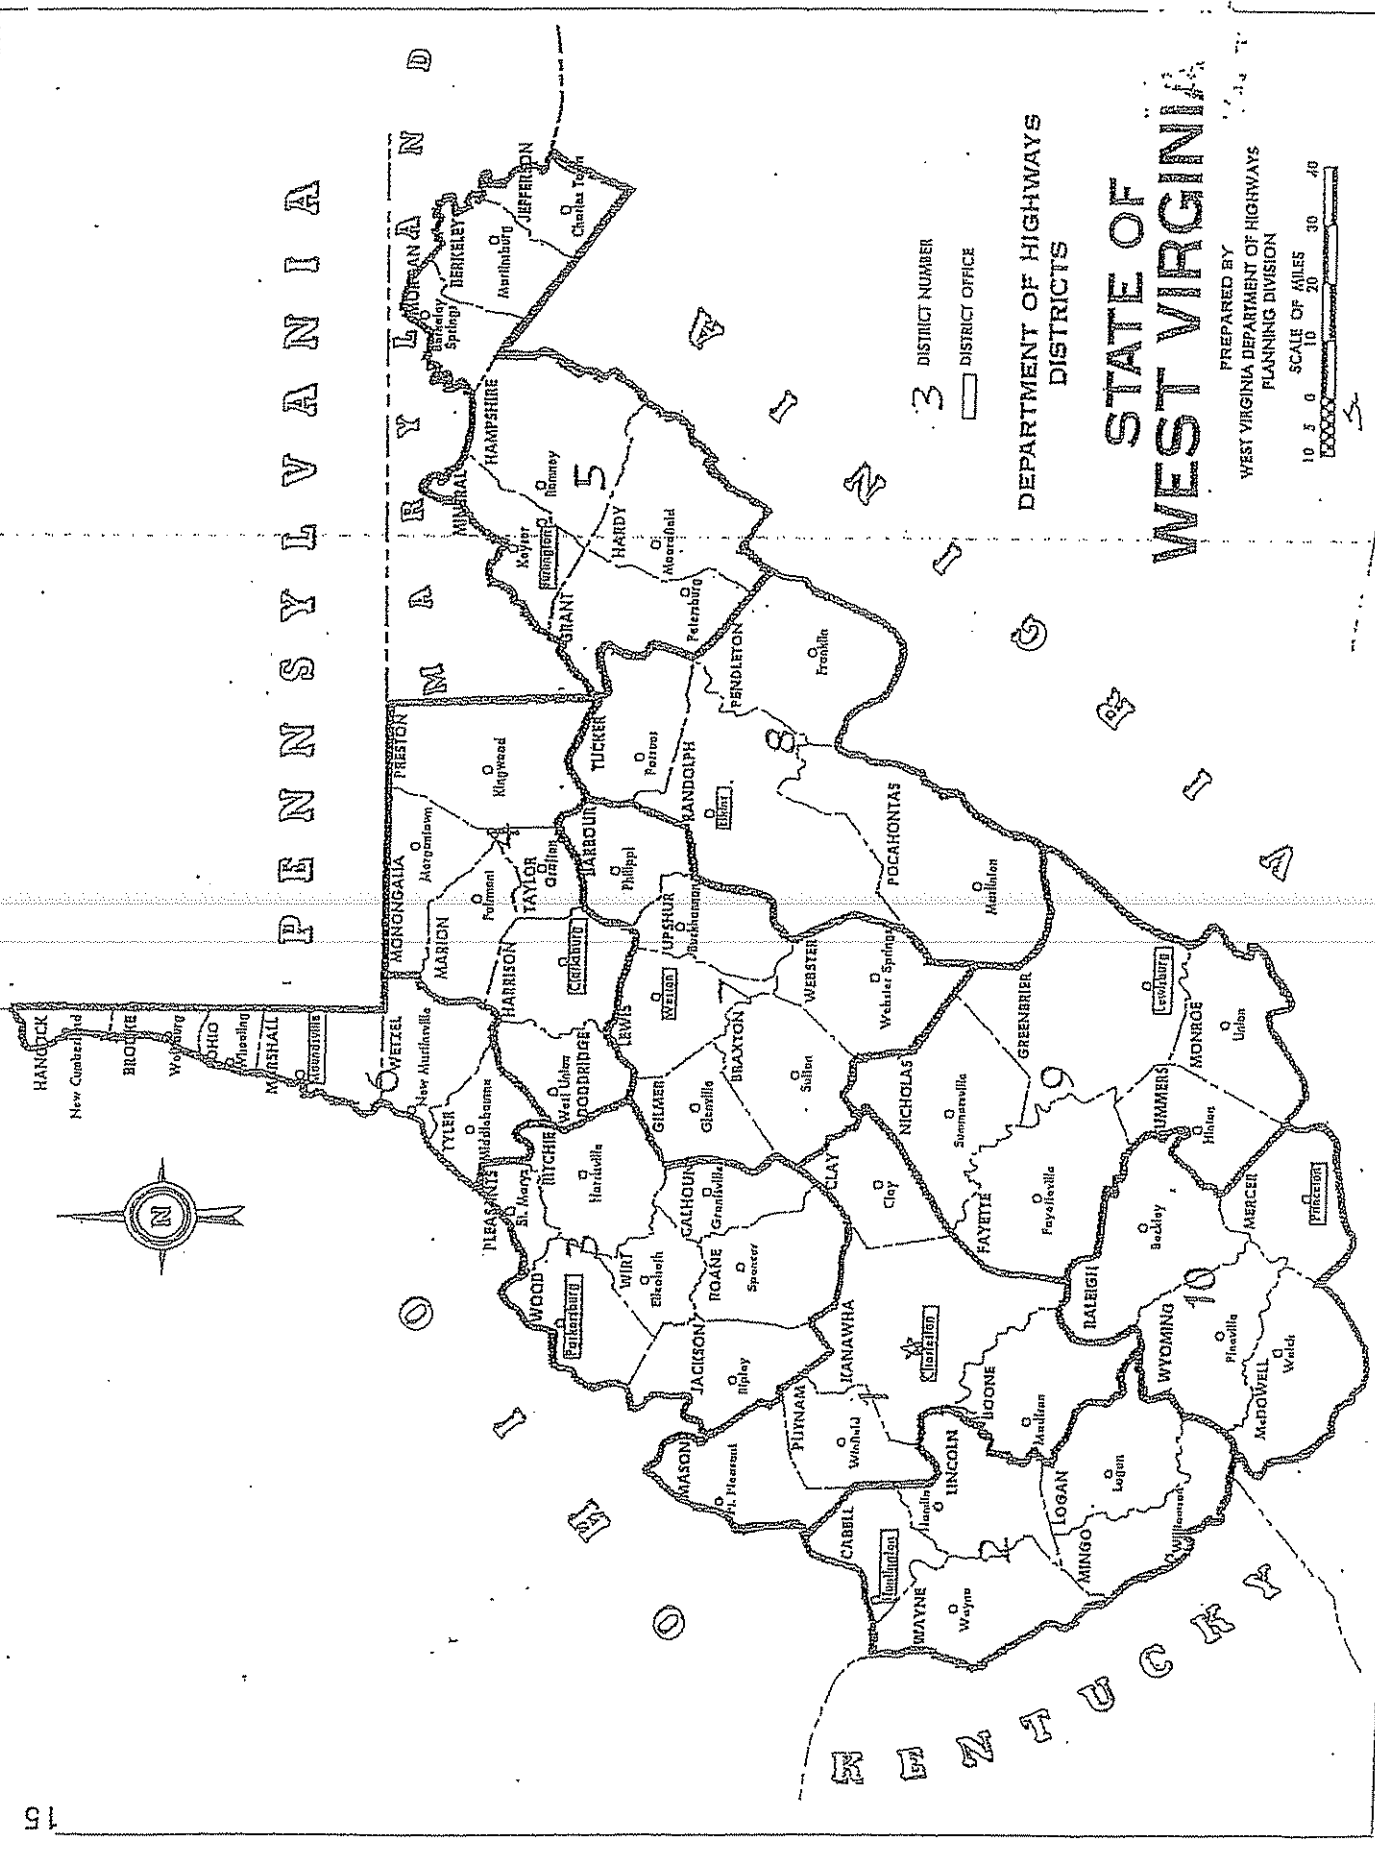 15
PENNSYLVANIA
MARYLAND
OHIO
KENTUCKY
VIRGINIA
N
HANCOCK
New Cumberland
BROOKE
Wellsburg
OHIO
Wheeling
MARSHALL
Moundsville
6
WETZEL
New Martinsville
TYLER
Middlebourne
PLEASANTS
St. Marys
RITCHIE
Harrisville
DODDRIDGE
West Union
WOOD
Parkersburg
3
WIRT
Elizabeth
CALHOUN
Grantsville
ROANE
Spencer
JACKSON
Ripley
MONONGALIA
Morgantown
MARION
Fairmont
PRESTON
Kingwood
4
TAYLOR
Grafton
HARRISON
Clarksburg
BARBOUR
Philippi
LEWIS
Weston
UPSHUR
Buckhannon
7
GILMER
Glenville
BRAXTON
Sutton
WEBSTER
Webster Springs
TUCKER
Parsons
RANDOLPH
Elkins
8
PENDLETON
Franklin
POCAHONTAS
Marlinton
MINERAL
Keyser
Burlington
GRANT
Petersburg
HARDY
Moorefield
5
HAMPSHIRE
Romney
MORGAN
Berkeley
Springs
BERKELEY
Martinsburg
JEFFERSON
Charles Town
MASON
Pt. Pleasant
PUTNAM
Winfield
KANAWHA
Charleston
1
CLAY
Clay
BOONE
Madison
CABELL
Huntington
WAYNE
Wayne
LINCOLN
Hamlin
2
LOGAN
Logan
MINGO
Williamson
NICHOLAS
Summersville
FAYETTE
Fayetteville
9
GREENBRIER
Lewisburg
SUMMERS
Hinton
MONROE
Union
RALEIGH
Beckley
10
WYOMING
Pineville
McDOWELL
Welch
MERCER
Princeton
3 DISTRICT NUMBER
DISTRICT OFFICE
DEPARTMENT OF HIGHWAYS
DISTRICTS
STATE OF
WEST VIRGINIA
PREPARED BY
WEST VIRGINIA DEPARTMENT OF HIGHWAYS
PLANNING DIVISION
SCALE OF MILES
10 5 0 10 20 30 40